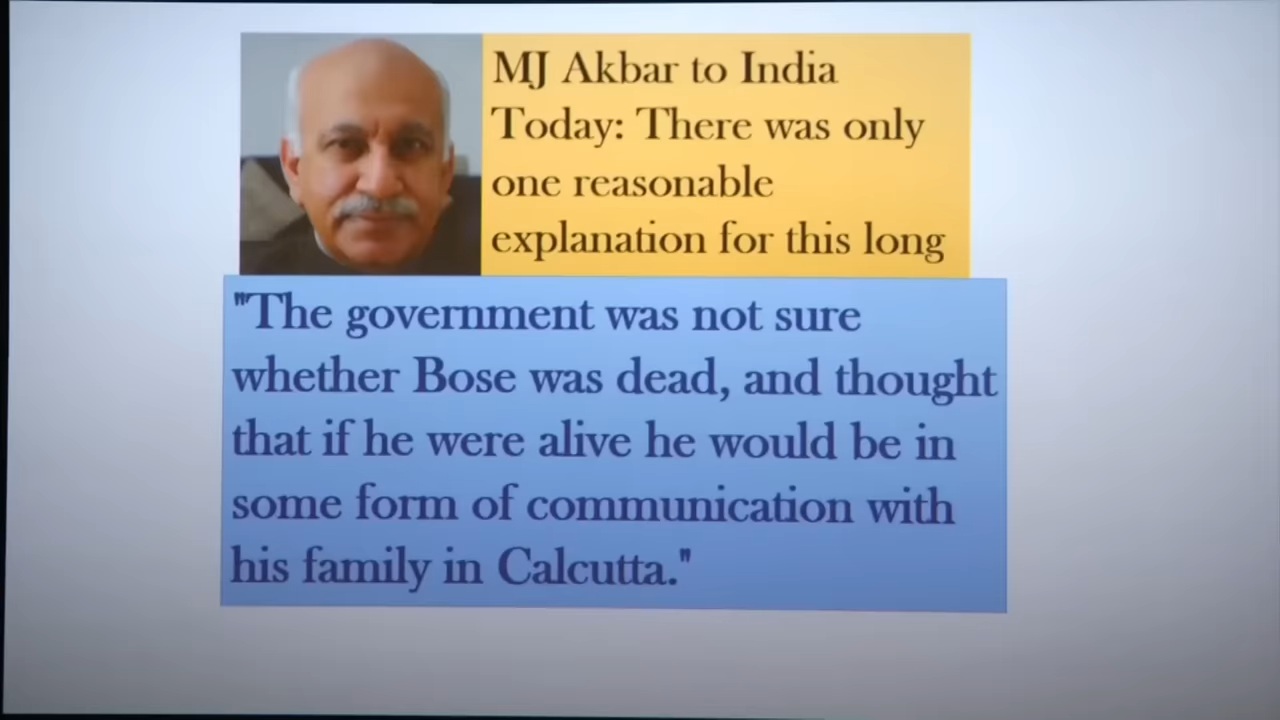 MJ Akbar to India
Today: There was only
one reasonable
explanation for this long
"The government was not sure
whether Bose was dead, and thought
that if he were alive he would be in
some form of communication with
his family in Calcutta."